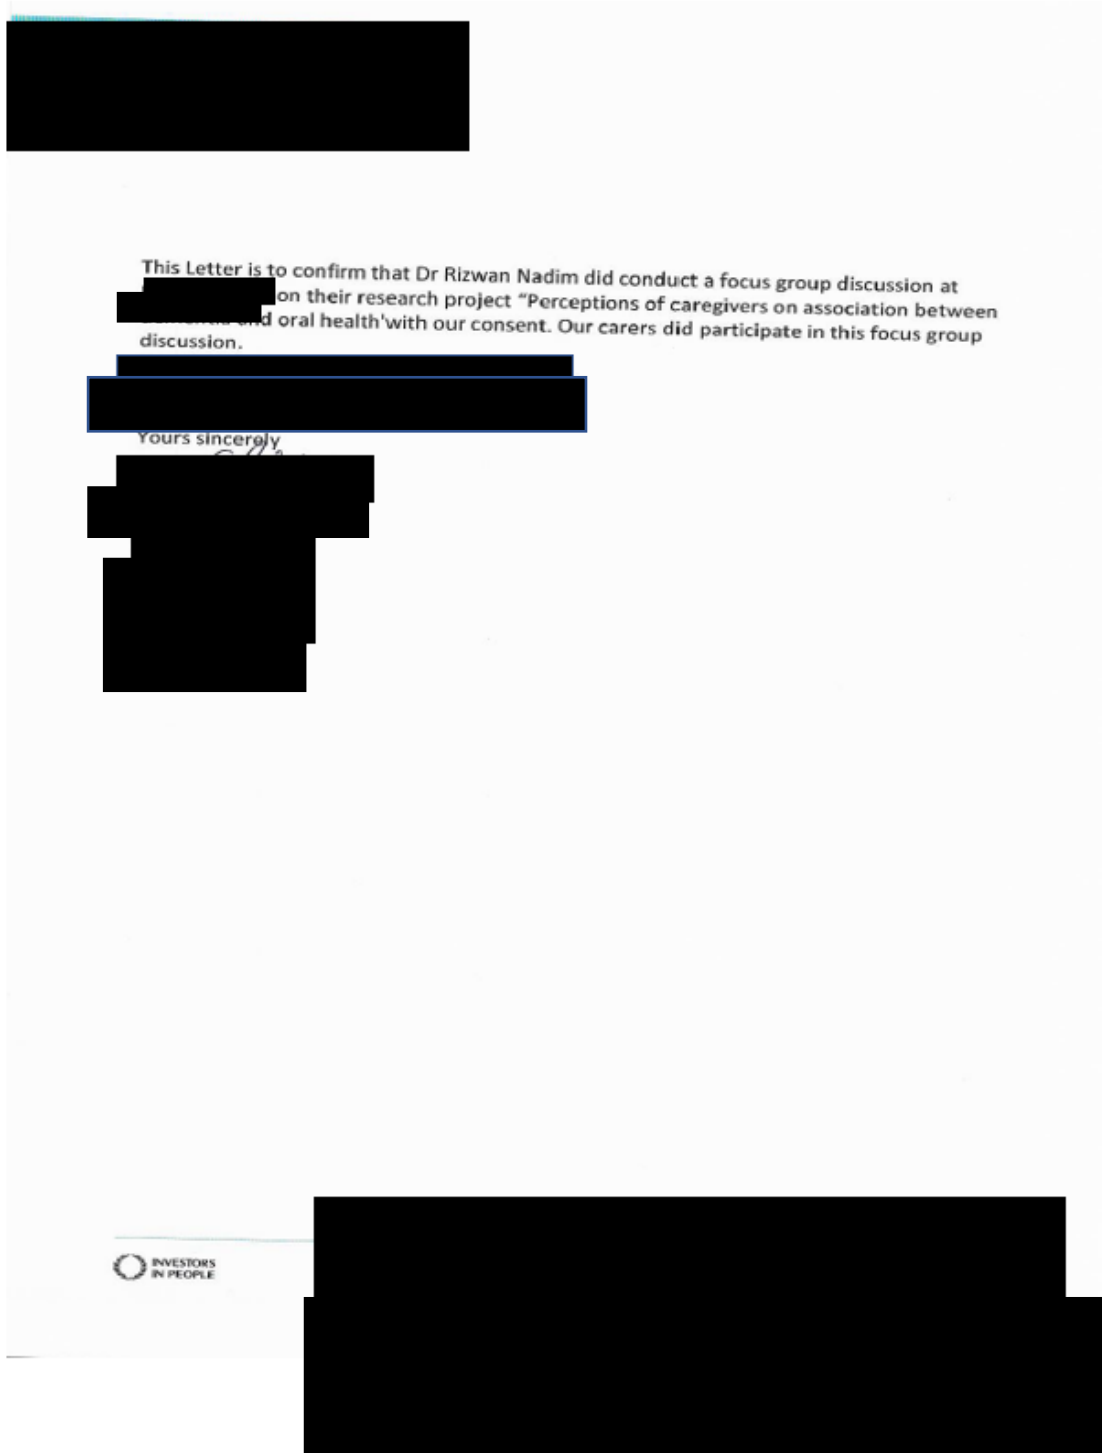 This Letter is to confirm that Dr Rizwan Nadim did conduct a focus group discussion at
on their research project “Perceptions of caregivers on association between
oral health'with our consent. Our carers did participate in this focus group
discussion.
Yours sincerely
INVESTORS
IN PEOPLE